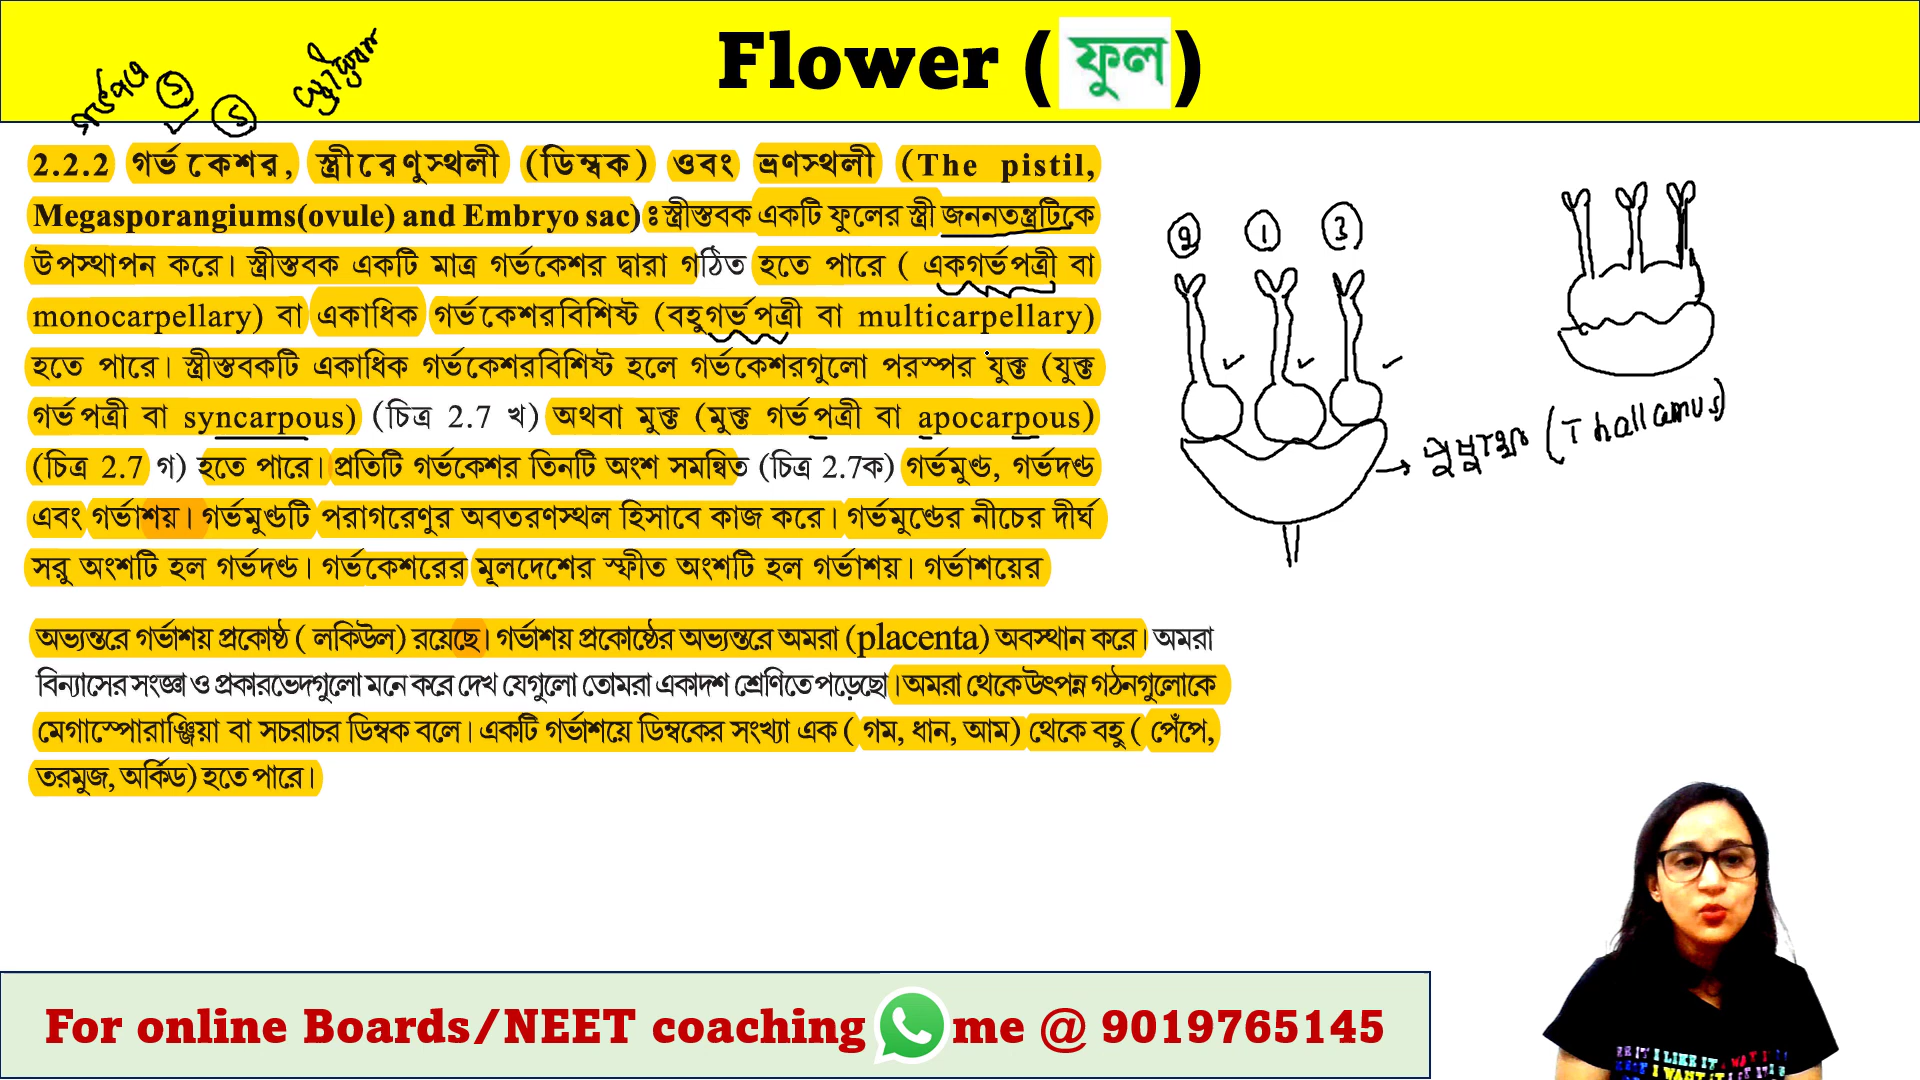 Flower ( ফুল )
গর্ভপত্র
স্ত্রীস্তবক
2.2.2 গর্ভকেশর, স্ত্রীরেণুস্থলী (ডিম্বক) ওবং ভ্রণস্থলী (The pistil,
Megasporangiums(ovule) and Embryo sac) ঃ স্ত্রীস্তবক একটি ফুলের স্ত্রী জননতন্ত্রটিকে
উপস্থাপন করে। স্ত্রীস্তবক একটি মাত্র গর্ভকেশর দ্বারা গঠিত হতে পারে ( একগর্ভপত্রী বা
monocarpellary) বা একাধিক গর্ভকেশরবিশিষ্ট (বহুগর্ভপত্রী বা multicarpellary)
হতে পারে। স্ত্রীস্তবকটি একাধিক গর্ভকেশরবিশিষ্ট হলে গর্ভকেশরগুলো পরস্পর যুক্ত (যুক্ত
গর্ভপত্রী বা syncarpous) (চিত্র 2.7 খ) অথবা মুক্ত (মুক্ত গর্ভপত্রী বা apocarpous)
(চিত্র 2.7 গ) হতে পারে। প্রতিটি গর্ভকেশর তিনটি অংশ সমন্বিত (চিত্র 2.7ক) গর্ভমুণ্ড, গর্ভদণ্ড
এবং গর্ভাশয়। গর্ভমুণ্ডটি পরাগরেণুর অবতরণস্থল হিসাবে কাজ করে। গর্ভমুণ্ডের নীচের দীর্ঘ
সরু অংশটি হল গর্ভদণ্ড। গর্ভকেশরের মূলদেশের স্ফীত অংশটি হল গর্ভাশয়। গর্ভাশয়ের
অভ্যন্তরে গর্ভাশয় প্রকোষ্ঠ ( লকিউল) রয়েছে। গর্ভাশয় প্রকোষ্ঠের অভ্যন্তরে অমরা (placenta) অবস্থান করে। অমরা
বিন্যাসের সংজ্ঞা ও প্রকারভেদগুলো মনে করে দেখ যেগুলো তোমরা একাদশ শ্রেণিতে পড়েছো। অমরা থেকে উৎপন্ন গঠনগুলোকে
মেগাস্পোরাঞ্জিয়া বা সচরাচর ডিম্বক বলে। একটি গর্ভাশয়ে ডিম্বকের সংখ্যা এক ( গম, ধান, আম) থেকে বহু ( পেঁপে,
তরমুজ, অর্কিড) হতে পারে।
2 1 3
(Thallamus)
For online Boards/NEET coaching me @ 9019765145